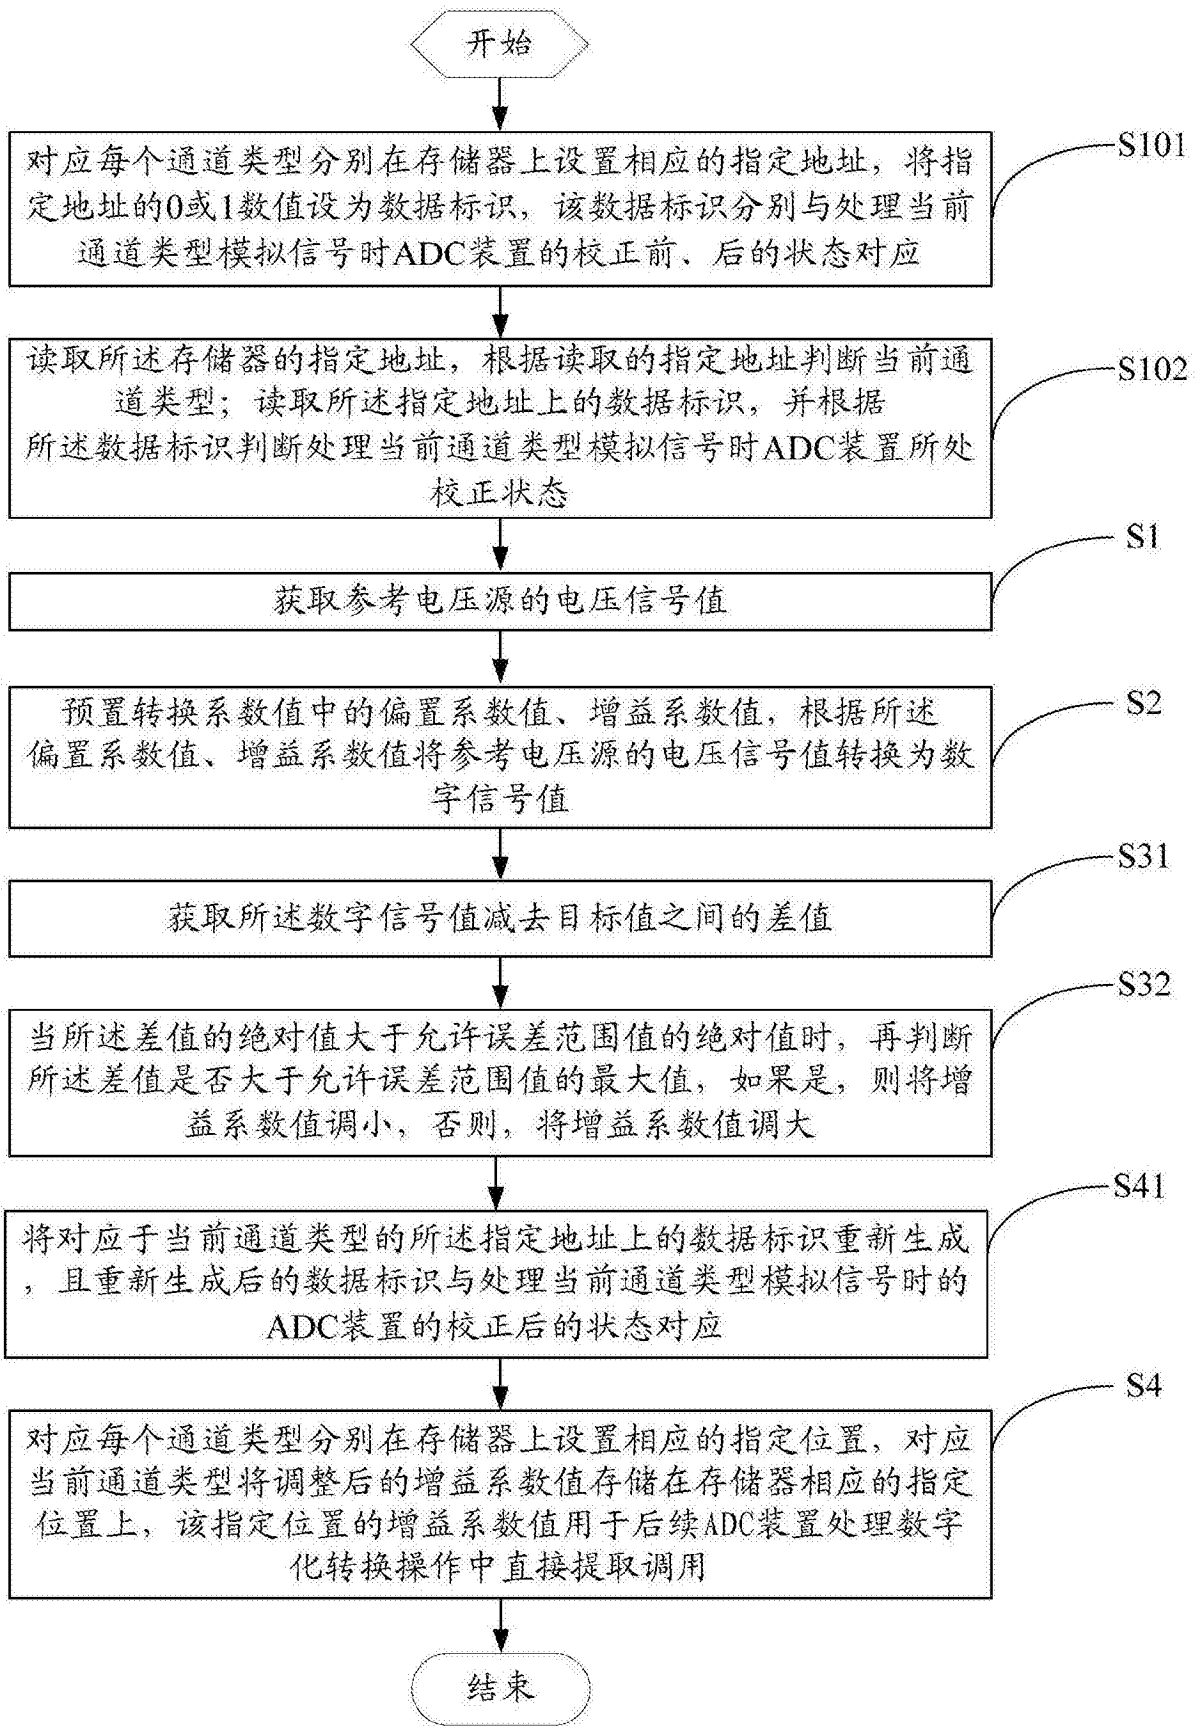 开始
对应每个通道类型分别在存储器上设置相应的指定地址，将指
定地址的0或1数值设为数据标识，该数据标识分别与处理当前
通道类型模拟信号时ADC装置的校正前、后的状态对应
S101
读取所述存储器的指定地址，根据读取的指定地址判断当前通
道类型；读取所述指定地址上的数据标识，并根据
所述数据标识判断处理当前通道类型模拟信号时ADC装置所处
校正状态
S102
获取参考电压源的电压信号值
S1
预置转换系数值中的偏置系数值、增益系数值，根据所述
偏置系数值、增益系数值将参考电压源的电压信号值转换为数
字信号值
S2
获取所述数字信号值减去目标值之间的差值
S31
当所述差值的绝对值大于允许误差范围值的绝对值时，再判断
所述差值是否大于允许误差范围值的最大值，如果是，则将增
益系数值调小，否则，将增益系数值调大
S32
将对应于当前通道类型的所述指定地址上的数据标识重新生成
，且重新生成后的数据标识与处理当前通道类型模拟信号时的
ADC装置的校正后的状态对应
S41
对应每个通道类型分别在存储器上设置相应的指定位置，对应
当前通道类型将调整后的增益系数值存储在存储器相应的指定
位置上，该指定位置的增益系数值用于后续ADC装置处理数字
化转换操作中直接提取调用
S4
结束